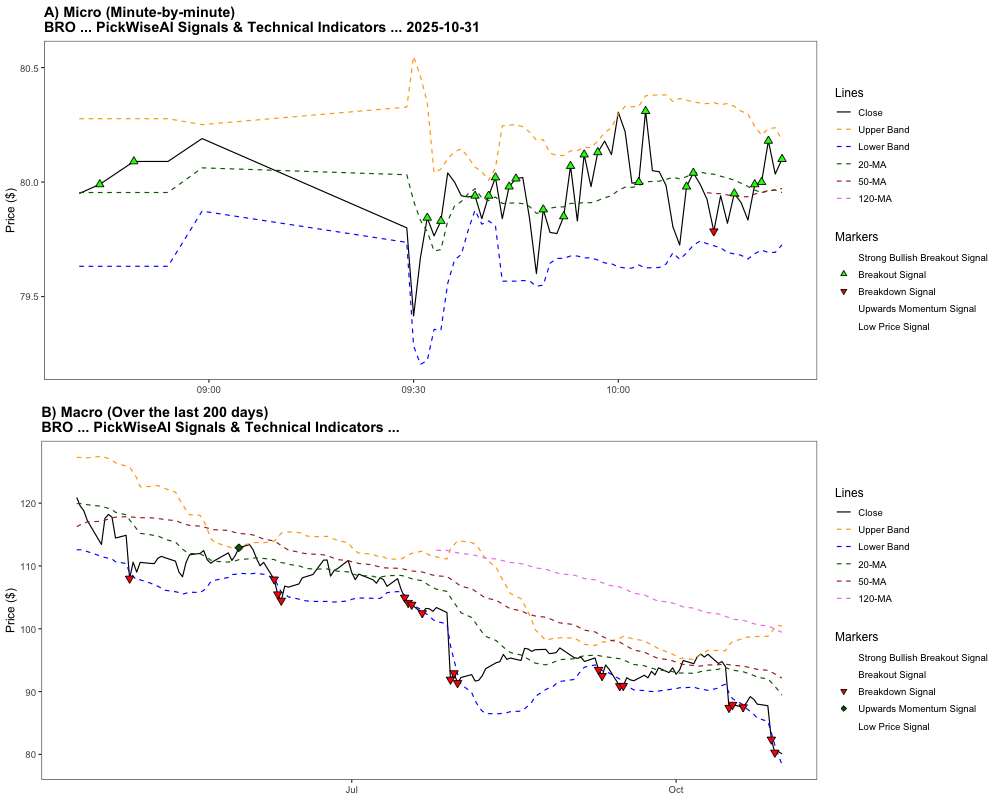 A) Micro (Minute-by-minute)
BRO ... PickWiseAI Signals & Technical Indicators ... 2025-10-31
80.5
80.0
79.5
Price ($)
09:00
09:30
10:00
Lines
Close
Upper Band
Lower Band
20-MA
50-MA
120-MA
Markers
Strong Bullish Breakout Signal
Breakout Signal
Breakdown Signal
Upwards Momentum Signal
Low Price Signal
B) Macro (Over the last 200 days)
BRO ... PickWiseAI Signals & Technical Indicators ...
120
110
100
90
80
Price ($)
Jul
Oct
Lines
Close
Upper Band
Lower Band
20-MA
50-MA
120-MA
Markers
Strong Bullish Breakout Signal
Breakout Signal
Breakdown Signal
Upwards Momentum Signal
Low Price Signal